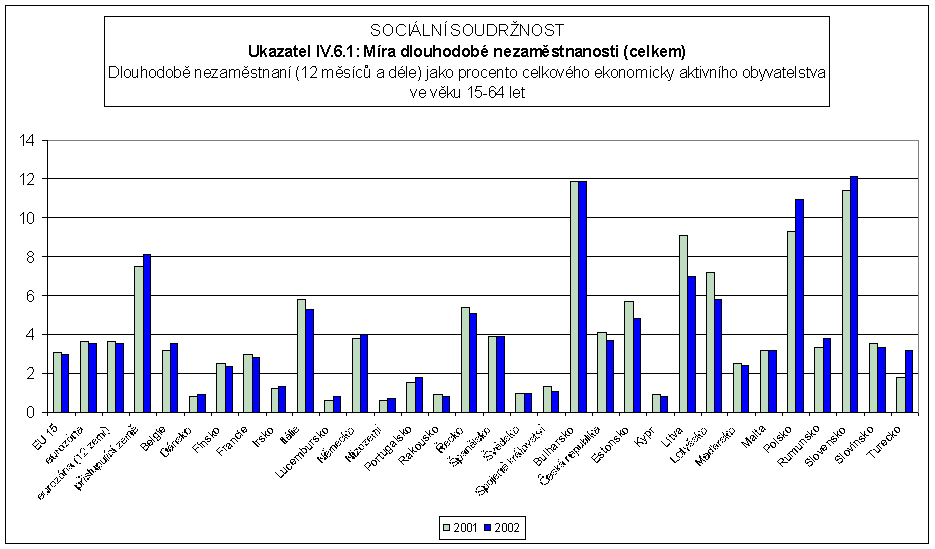 SOCIÁLNÍ SOUDRŽNOST
Ukazatel IV.6.1: Míra dlouhodobé nezaměstnanosti (celkem)
Dlouhodobě nezaměstnaní (12 měsíců a déle) jako procento celkového ekonomicky aktivního obyvatelstva
ve věku 15-64 let
14
12
10
8
6
4
2
0
EU 15
eurozóna
eurozóna (12 zemí)
přistupující země
Belgie
Dánsko
Finsko
Francie
Irsko
Itálie
Lucembursko
Německo
Nizozemí
Portugalsko
Rakousko
Řecko
Španělsko
Švédsko
Spojené království
Bulharsko
Česká republika
Estonsko
Kypr
Litva
Lotyšsko
Maďarsko
Malta
Polsko
Rumunsko
Slovensko
Slovinsko
Turecko
2001
2002